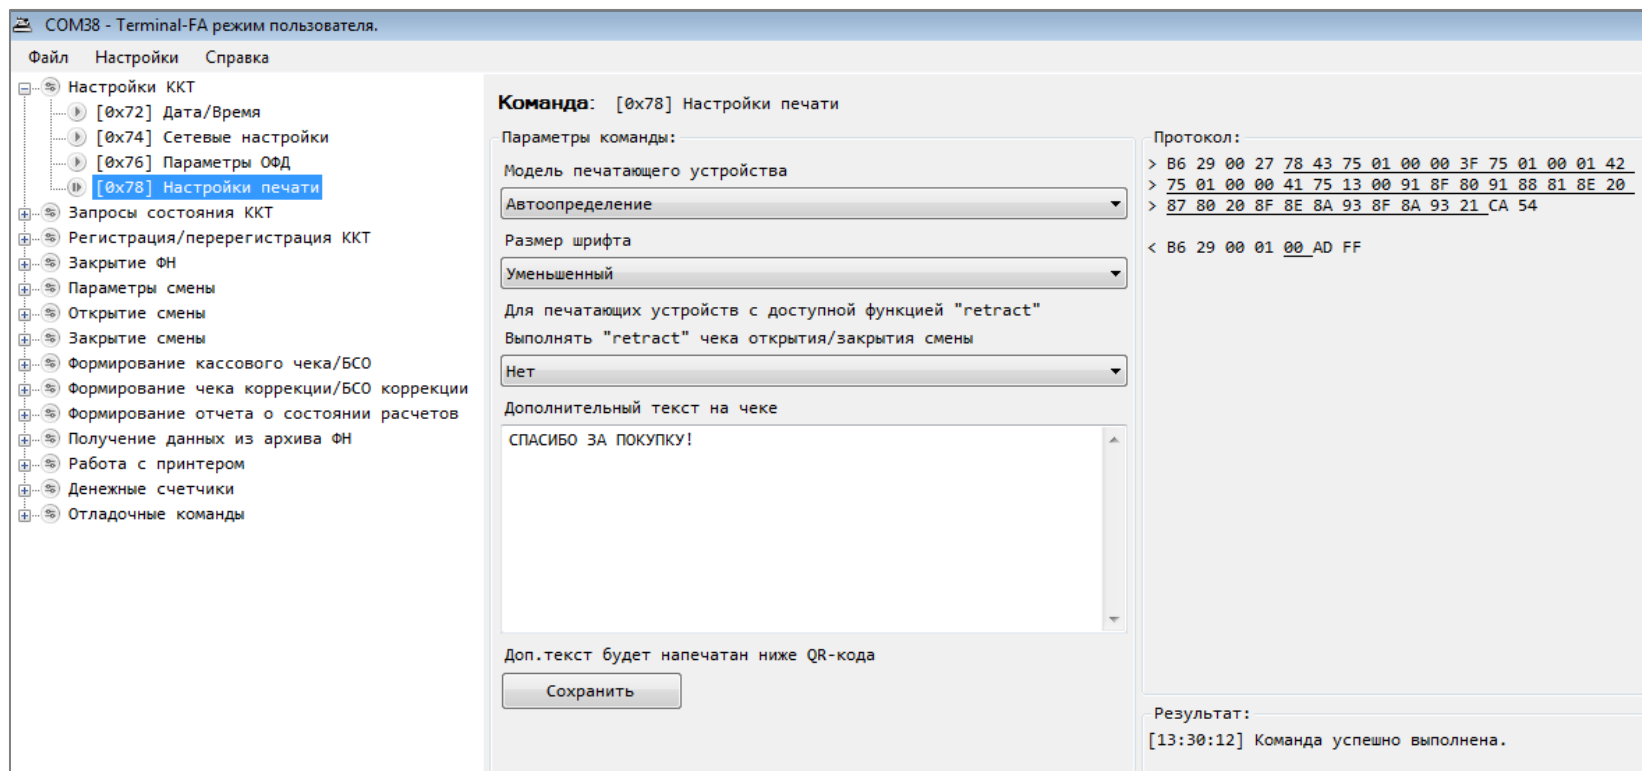 COM38 - Terminal-FA режим пользователя.
Файл Настройки Справка
Настройки ККТ
[0x72] Дата/Время
[0x74] Сетевые настройки
[0x76] Параметры ОФД
[0x78] Настройки печати
Запросы состояния ККТ
Регистрация/перерегистрация ККТ
Закрытие ФН
Параметры смены
Открытие смены
Закрытие смены
Формирование кассового чека/БСО
Формирование чека коррекции/БСО коррекции
Формирование отчета о состоянии расчетов
Получение данных из архива ФН
Работа с принтером
Денежные счетчики
Отладочные команды
Команда: [0x78] Настройки печати
Параметры команды:
Модель печатающего устройства
Автоопределение
Размер шрифта
Уменьшенный
Для печатающих устройств с доступной функцией "retract"
Выполнять "retract" чека открытия/закрытия смены
Нет
Дополнительный текст на чеке
СПАСИБО ЗА ПОКУПКУ!
Доп.текст будет напечатан ниже QR-кода
Сохранить
Протокол:
> B6 29 00 27 78 43 75 01 00 00 3F 75 01 00 01 42
> 75 01 00 00 41 75 13 00 91 8F 80 91 88 81 8E 20
> 87 80 20 8F 8E 8A 93 8F 8A 93 21 CA 54
< B6 29 00 01 00 AD FF
Результат:
[13:30:12] Команда успешно выполнена.